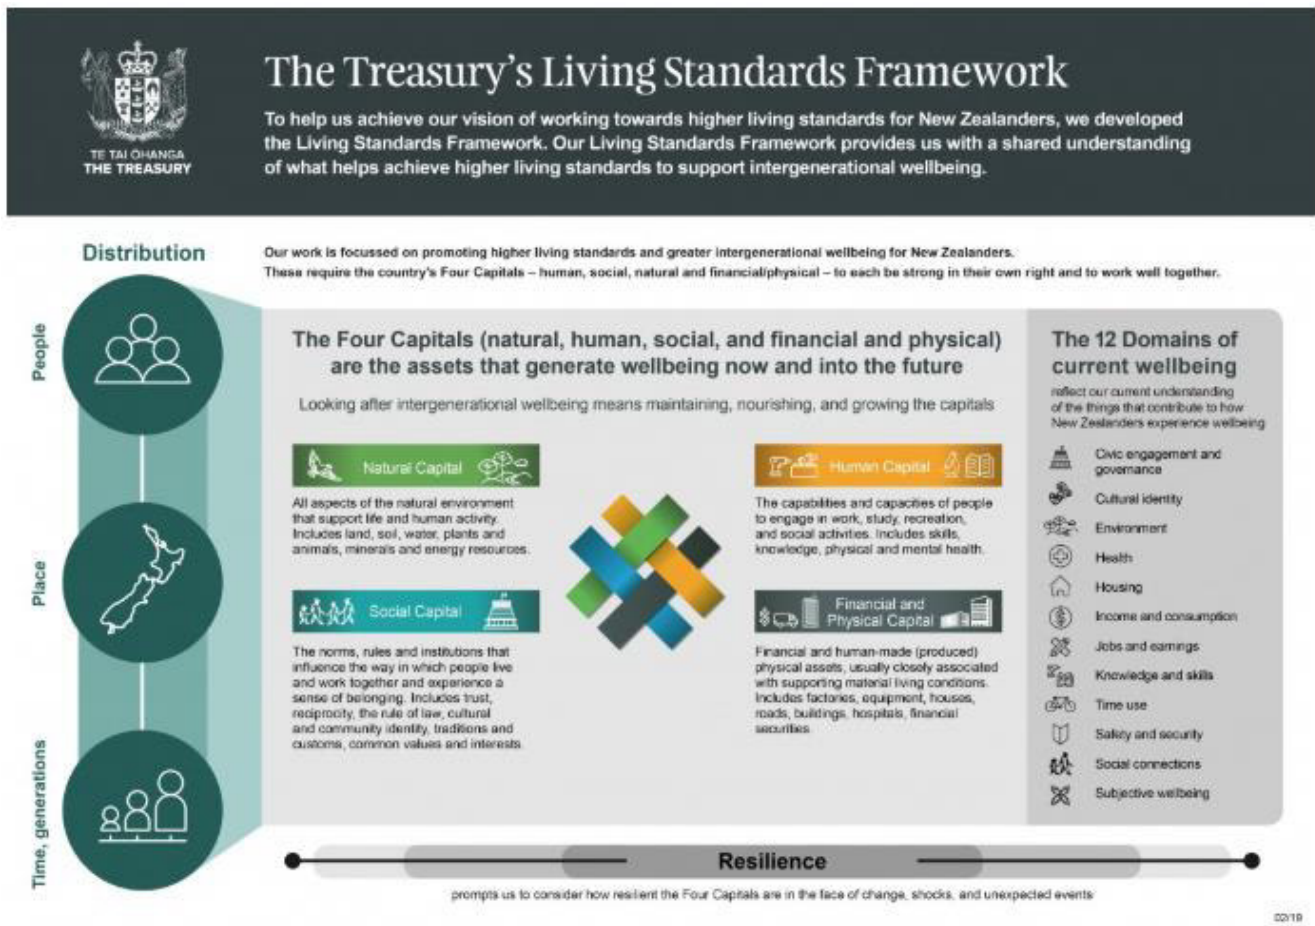 The Treasury's Living Standards Framework
To help us achieve our vision of working towards higher living standards for New Zealanders, we developed
the Living Standards Framework. Our Living Standards Framework provides us with a shared understanding
of what helps achieve higher living standards to support intergenerational wellbeing.
TE TAI ŌHANGA
THE TREASURY
Distribution
People
Place
Time, generations
Our work is focussed on promoting higher living standards and greater intergenerational wellbeing for New Zealanders.
These require the country's Four Capitals – human, social, natural and financial/physical – to each be strong in their own right and to work well together.
The Four Capitals (natural, human, social, and financial and physical)
are the assets that generate wellbeing now and into the future
Looking after intergenerational wellbeing means maintaining, nourishing, and growing the capitals
Natural Capital
All aspects of the natural environment
that support life and human activity.
Includes land, soil, water, plants and
animals, minerals and energy resources.
Human Capital
The capabilities and capacities of people
to engage in work, study, recreation,
and social activities. Includes skills,
knowledge, physical and mental health.
Social Capital
The norms, rules and institutions that
influence the way in which people live
and work together and experience a
sense of belonging. Includes trust,
reciprocity, the rule of law, cultural
and community identity, traditions and
customs, common values and interests.
Financial and
Physical Capital
Financial and human-made (produced)
physical assets, usually closely associated
with supporting material living conditions.
Includes factories, equipment, houses,
roads, buildings, hospitals, financial
securities.
The 12 Domains of
current wellbeing
reflect our current understanding
of the things that contribute to how
New Zealanders experience wellbeing
Civic engagement and
governance
Cultural identity
Environment
Health
Housing
Income and consumption
Jobs and earnings
Knowledge and skills
Time use
Safety and security
Social connections
Subjective wellbeing
Resilience
prompts us to consider how resilient the Four Capitals are in the face of change, shocks, and unexpected events
02/19